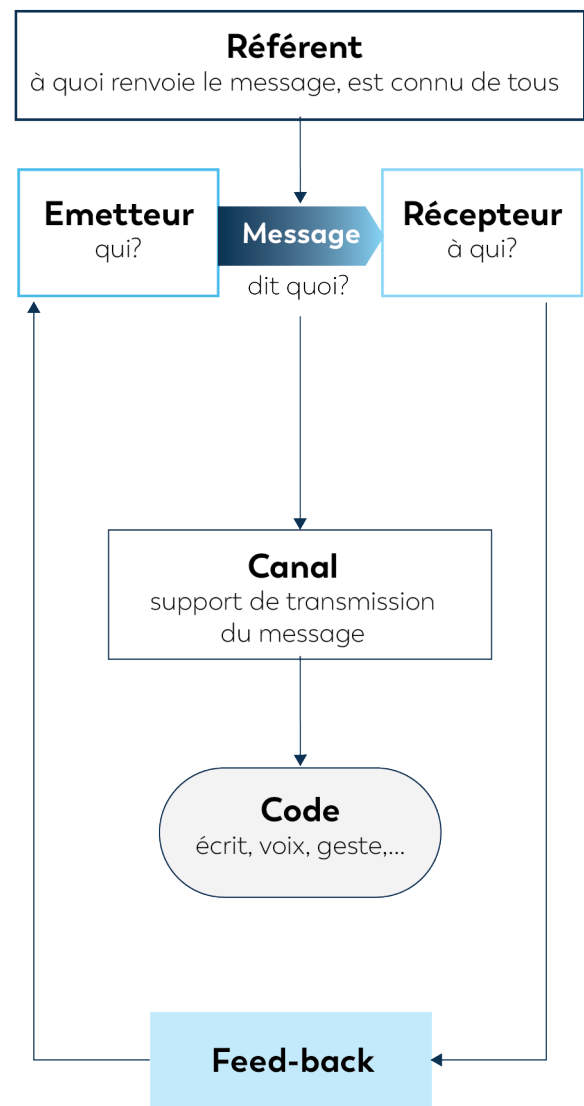 Référent
à quoi renvoie le message, est connu de tous
Emetteur
qui?
Message
dit quoi?
Récepteur
à qui?
Canal
support de transmission
du message
Code
écrit, voix, geste,...
Feed-back